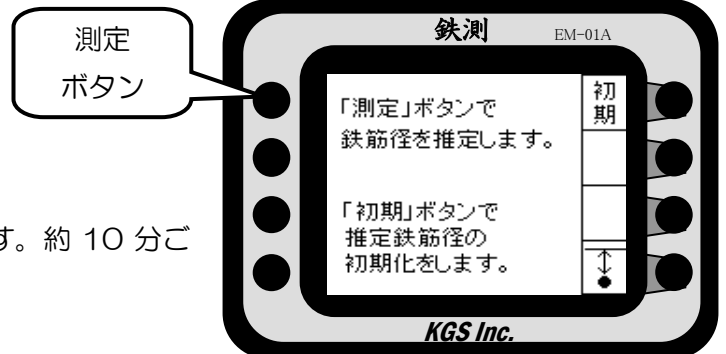 測定
ボタン
鉄測 EM-01A
「測定」ボタンで
鉄筋径を推定します。
「初期」ボタンで
推定鉄筋径の
初期化をします。
初
期
す。約 10 分ご
KGS Inc.